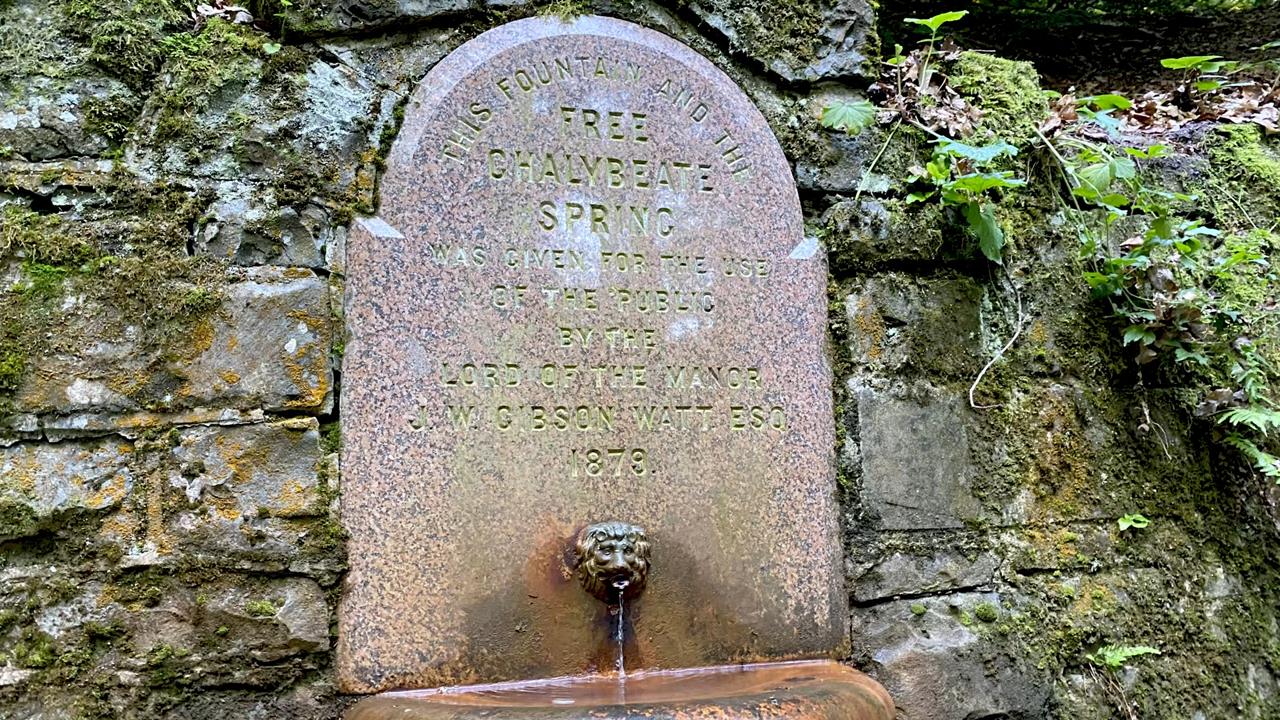 THIS FOUNTAIN AND THE
FREE
CHALYBEATE
SPRING
WAS GIVEN FOR THE USE
OF THE PUBLIC
BY THE
LORD OF THE MANOR
J. W. GIBSON WATT ESQ
1879.